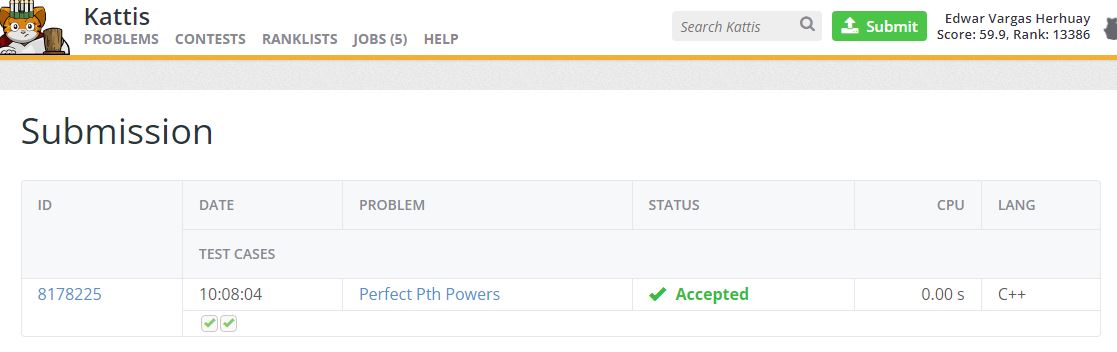 Kattis
PROBLEMS CONTESTS RANKLISTS JOBS (5) HELP
Search Kattis
Submit
Edwar Vargas Herhuay
Score: 59.9, Rank: 13386
Submission
ID DATE PROBLEM STATUS CPU LANG
TEST CASES
8178225 10:08:04 Perfect Pth Powers Accepted 0.00 s C++